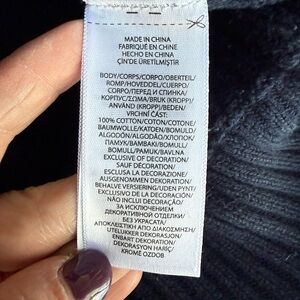 MADE IN CHINA
FABRIQUÉ EN CHINE
HECHO EN CHINA
ÇİN'DE ÜRETİLMİŞTİR
BODY/CORPS/CORPO/OBERTEIL/
ROMP/HOVEDDEL/CUERPO/
CORPO/ПЕРЕД И СПИНКА/
ΚΟΡΠΥΣ/ΣΩΜΑ/BRUK (KROPP)/
ANVÄND (KROPP)/BEDEN/
VRCHNÍ ČÁST:
100% COTTON/COTON/COTONE/
BAUMWOLLE/KATOEN/BOMULD/
ALGODÓN/ALGODÃO/ХЛОПОК/
ПАМУК/ΒΑΜΒΑΚΙ/BOMULL/
BOMULL/PAMUK/BAVLNA
EXCLUSIVE OF DECORATION/
SAUF DÉCORATION/
ESCLUSA LA DECORAZIONE/
AUSGENOMMEN DEKORATION/
BEHALVE VERSIERING/UDEN PYNT/
EXCLUSIVO DE DECORACIÓN/
NÃO INCLUI DECORAÇÃO/
ЗА ИСКЛЮЧЕНИЕМ
ДЕКОРАТИВНОЙ ОТДЕЛКИ/
БЕЗ УКРАСАТА/
ΑΠΟΚΛΕΙΕΤΑΙ ΑΠΟ ΔΙΑΚΟΣΜΗΣΗ/
UTELUKKER DEKORASJON/
ENBART DEKORATION/
DEKORASYON HARİÇ/
KROMĚ OZDOB